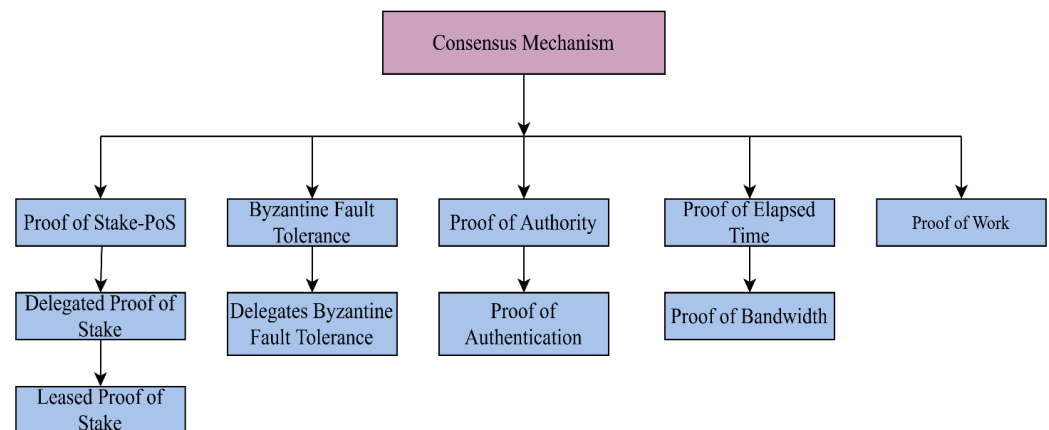 Consensus Mechanism
Proof of Stake-PoS
Byzantine Fault
Tolerance
Proof of Authority
Proof of Elapsed
Time
Proof of Work
Delegated Proof of
Stake
Delegates Byzantine
Fault Tolerance
Proof of
Authentication
Proof of Bandwidth
Leased Proof of
Stake